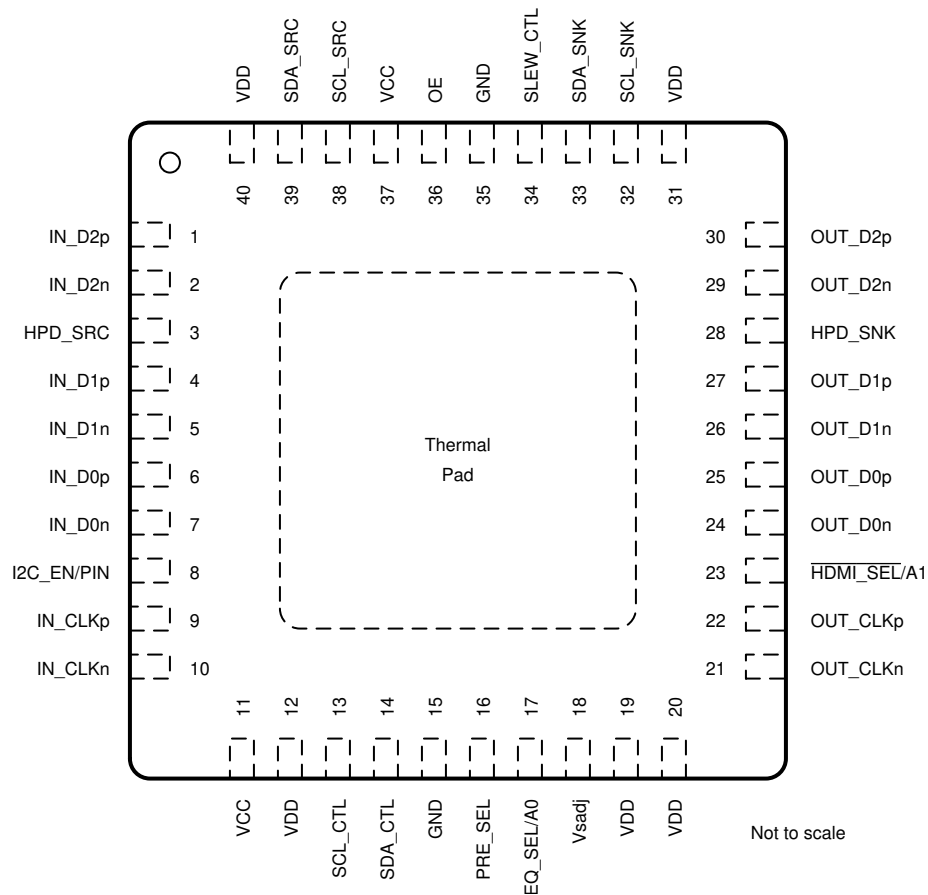 VDD SDA_SRC SCL_SRC VCC OE GND SLEW_CTL SDA_SNK SCL_SNK VDD
40 39 38 37 36 35 34 33 32 31
IN_D2p 1 30 OUT_D2p
IN_D2n 2 29 OUT_D2n
HPD_SRC 3 28 HPD_SNK
IN_D1p 4 27 OUT_D1p
IN_D1n 5 26 OUT_D1n
Thermal
Pad
IN_D0p 6 25 OUT_D0p
IN_D0n 7 24 OUT_D0n
I2C_EN/PIN 8 23 HDMI_SEL/A1
IN_CLKp 9 22 OUT_CLKp
IN_CLKn 10 21 OUT_CLKn
11 12 13 14 15 16 17 18 19 20
VCC VDD SCL_CTL SDA_CTL GND PRE_SEL EQ_SEL/A0 Vsadj VDD VDD
Not to scale